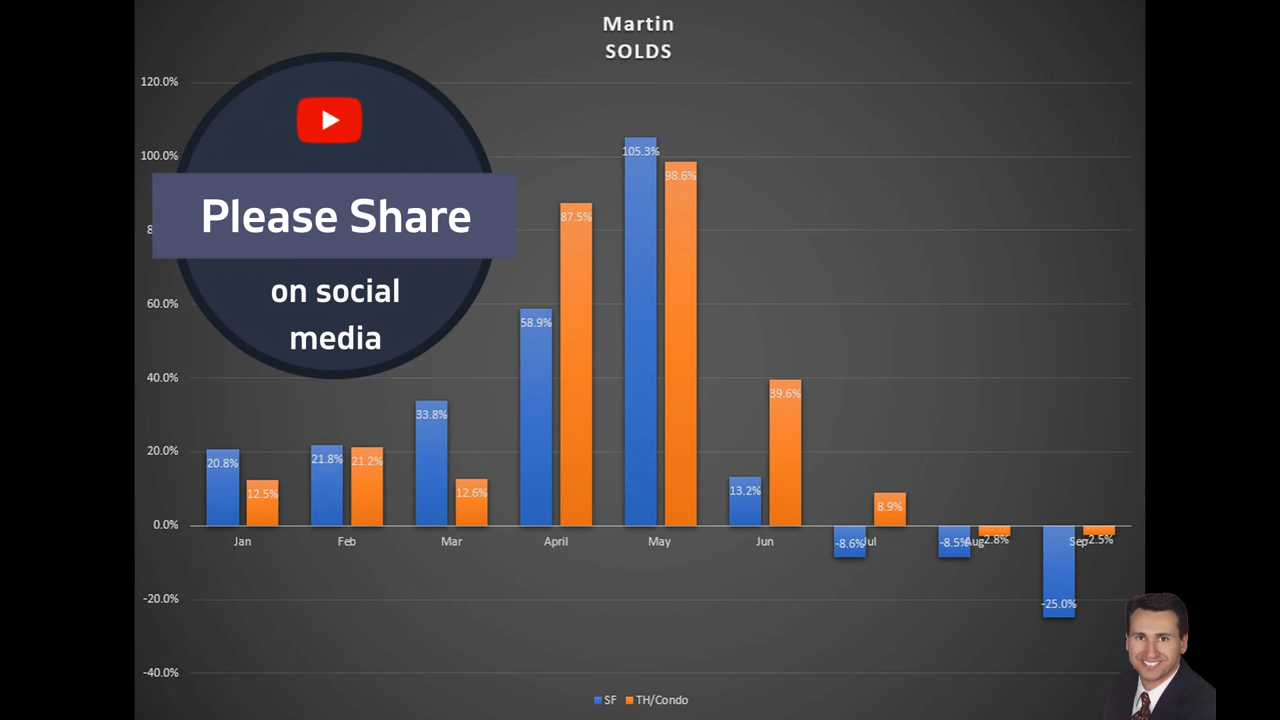 Martin
SOLDS
120.0%
100.0%
8
60.0%
40.0%
20.0%
0.0%
-20.0%
-40.0%
Please Share
on social
media
20.8%
12.5%
21.8%
21.2%
33.8%
12.6%
58.9%
87.5%
105.3%
98.6%
13.2%
39.6%
-8.6%
8.9%
-8.5%
-2.8%
-25.0%
-2.5%
Jan
Feb
Mar
April
May
Jun
Jul
Aug
Sep
SF
TH/Condo